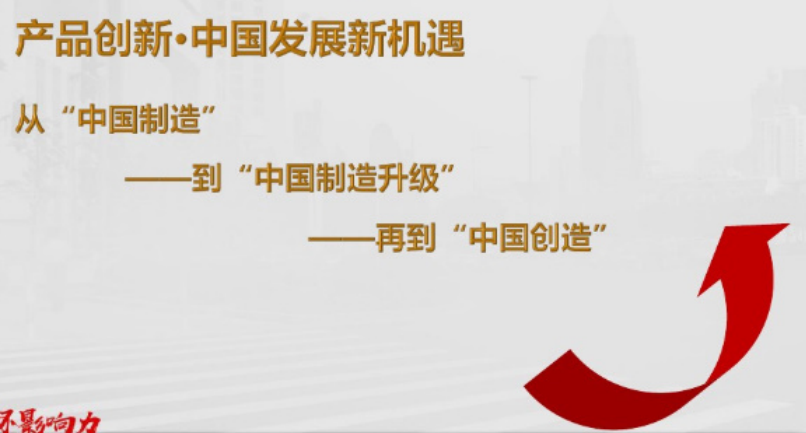 产品创新·中国发展新机遇
从“中国制造”
——到“中国制造升级”
——再到“中国创造”
影响力